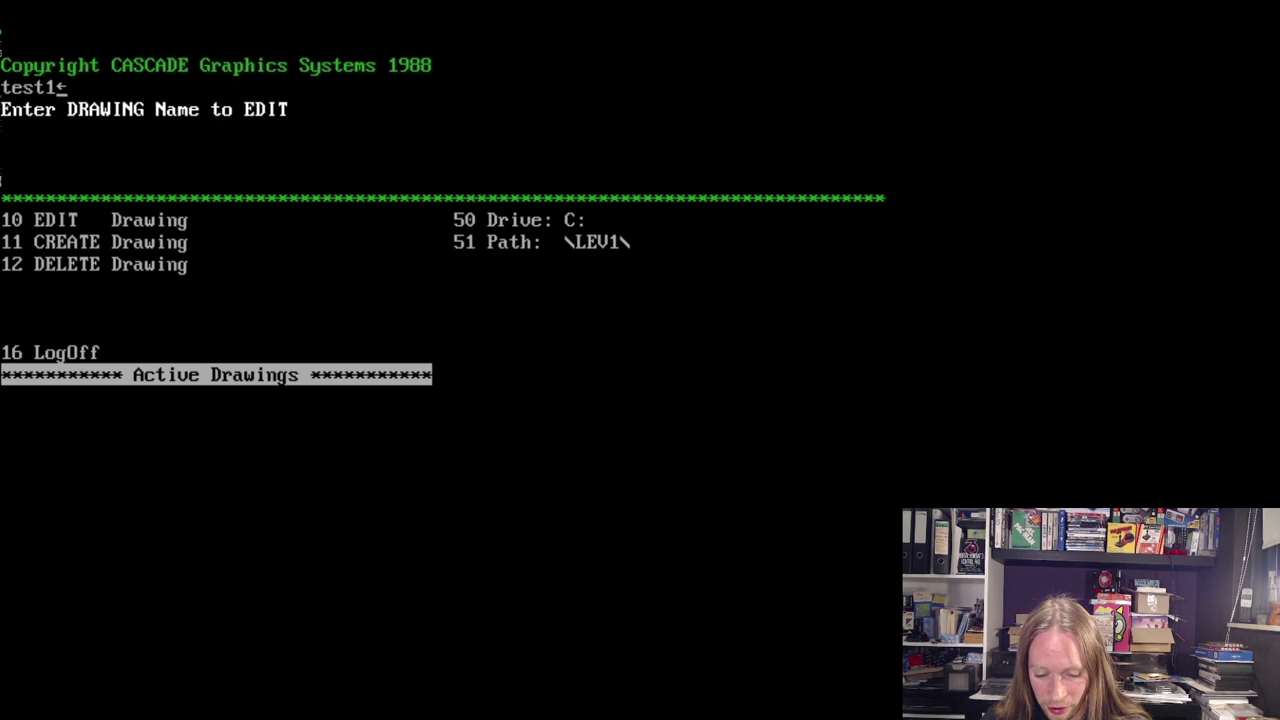 Copyright CASCADE Graphics Systems 1988
test1←
Enter DRAWING Name to EDIT
********************************************************************************
10 EDIT   Drawing
50 Drive: C:
11 CREATE Drawing
51 Path:  \LEV1\
12 DELETE Drawing
16 LogOff
*********** Active Drawings ***********